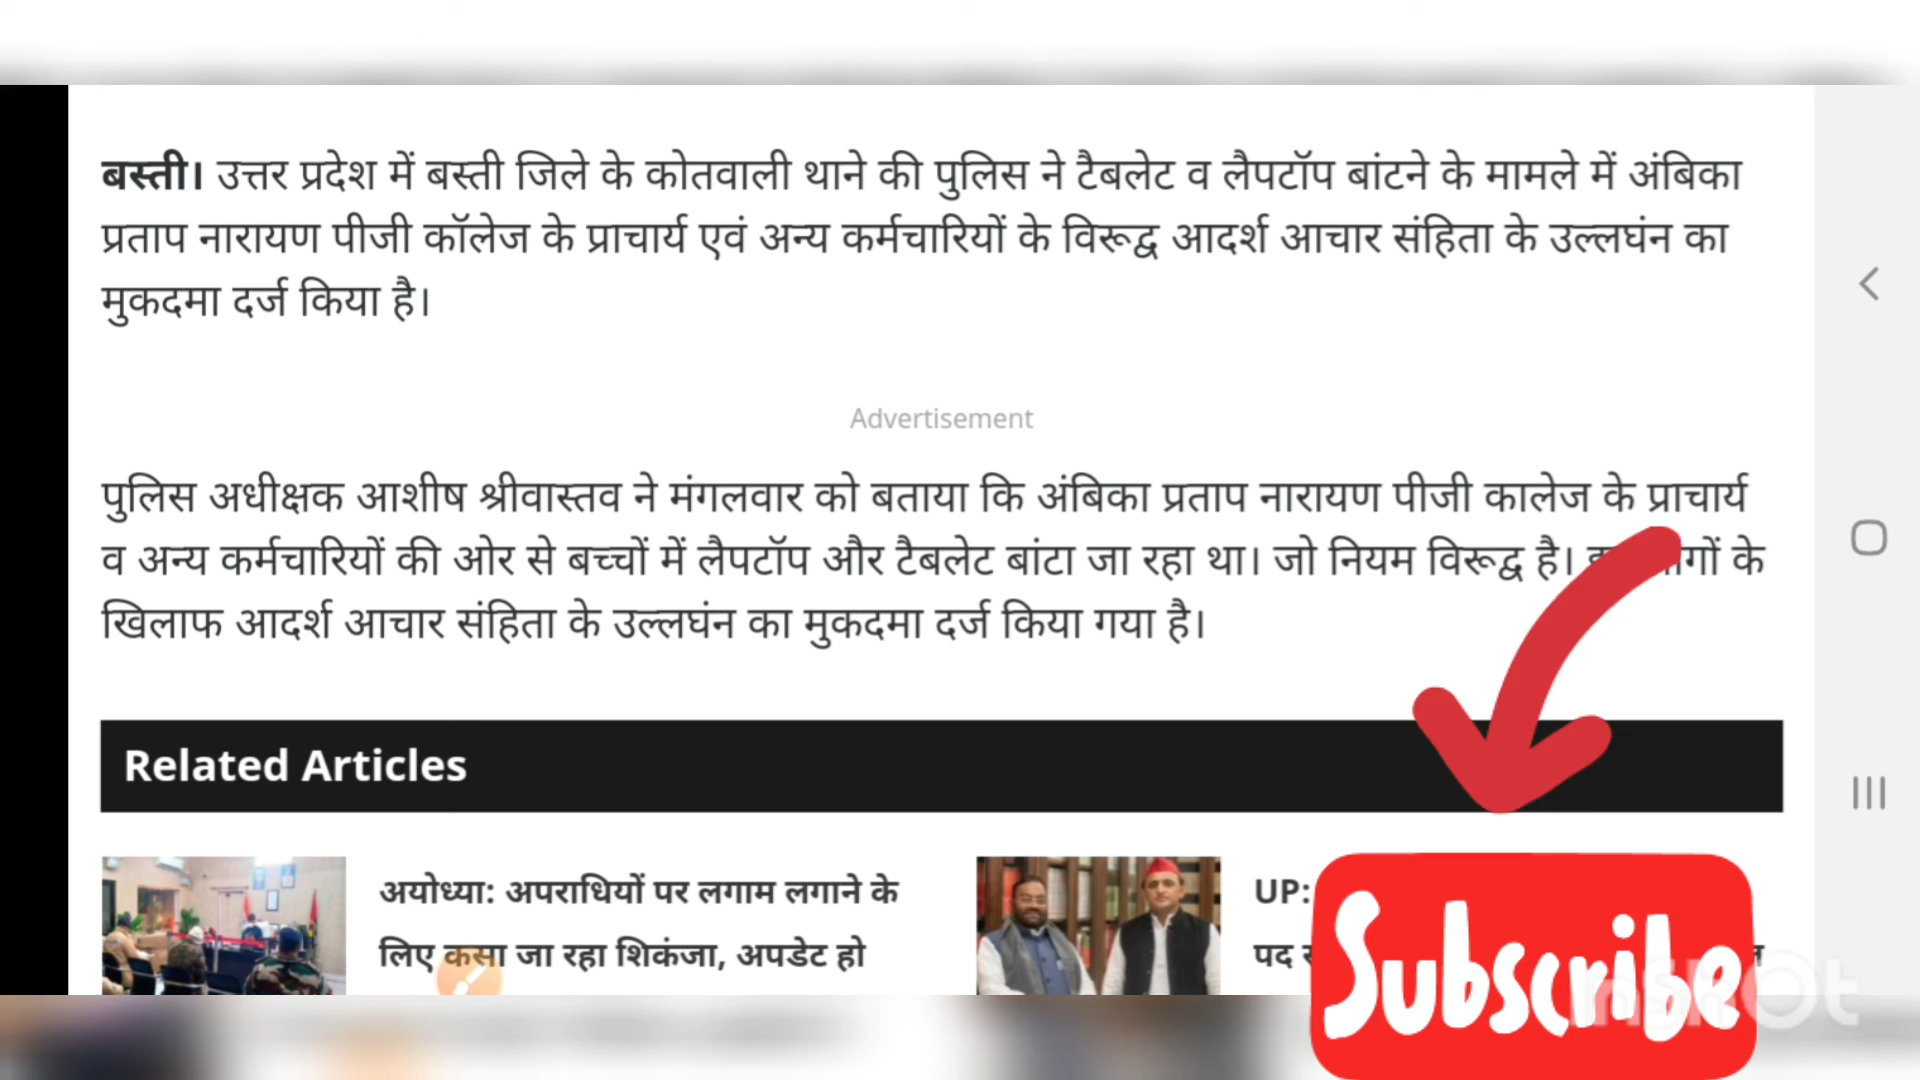 बस्ती। उत्तर प्रदेश में बस्ती जिले के कोतवाली थाने की पुलिस ने टैबलेट व लैपटॉप बांटने के मामले में अंबिका
प्रताप नारायण पीजी कॉलेज के प्राचार्य एवं अन्य कर्मचारियों के विरूद्व आदर्श आचार संहिता के उल्लघंन का
मुकदमा दर्ज किया है।
Advertisement
पुलिस अधीक्षक आशीष श्रीवास्तव ने मंगलवार को बताया कि अंबिका प्रताप नारायण पीजी कालेज के प्राचार्य
व अन्य कर्मचारियों की ओर से बच्चों में लैपटॉप और टैबलेट बांटा जा रहा था। जो नियम विरूद्व है। के
खिलाफ आदर्श आचार संहिता के उल्लघंन का मुकदमा दर्ज किया गया है।
Related Articles
अयोध्या: अपराधियों पर लगाम लगाने के
लिए कसा जा रहा शिकंजा, अपडेट हो
UP:
पद
Subscribe
InShOt